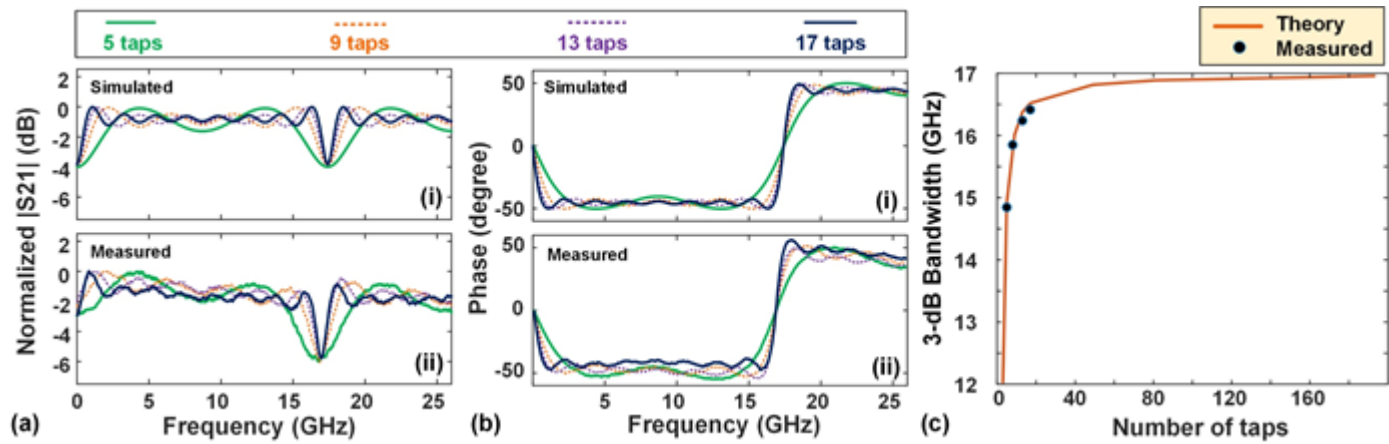 5 taps 9 taps 13 taps 17 taps
Theory
Measured
Normalized |S21| (dB)
2
0
-2
-4
-6
Simulated
(i)
2
0
-2
-4
-6
Measured
(ii)
0 5 10 15 20 25
(a) Frequency (GHz)
Phase (degree)
50
0
-50
Simulated
(i)
50
0
-50
Measured
(ii)
0 5 10 15 20 25
(b) Frequency (GHz)
3-dB Bandwidth (GHz)
17
16
15
14
13
12
40 80 120 160
(c) Number of taps